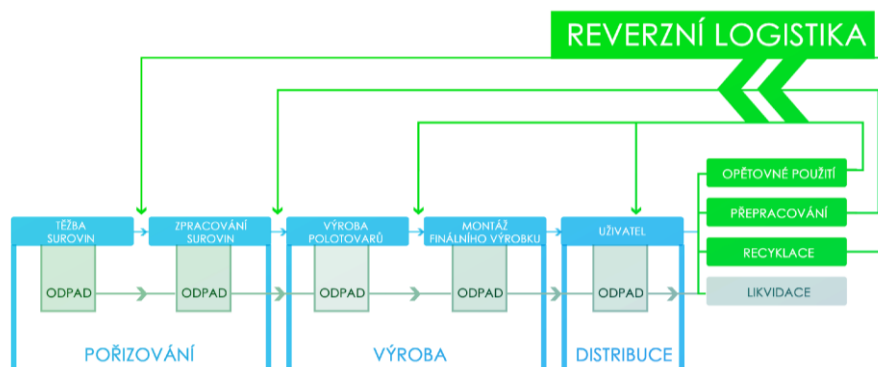 REVERZNÍ LOGISTIKA
OPĚTOVNÉ POUŽITÍ
PŘEPRACOVÁNÍ
RECYKLACE
LIKVIDACE
TĚŽBA
SUROVIN
ZPRACOVÁNÍ
SUROVIN
VÝROBA
POLOTOVARŮ
MONTÁŽ
FINÁLNÍHO VÝROBKU
UŽIVATEL
ODPAD
ODPAD
ODPAD
ODPAD
ODPAD
POŘIZOVÁNÍ
VÝROBA
DISTRIBUCE